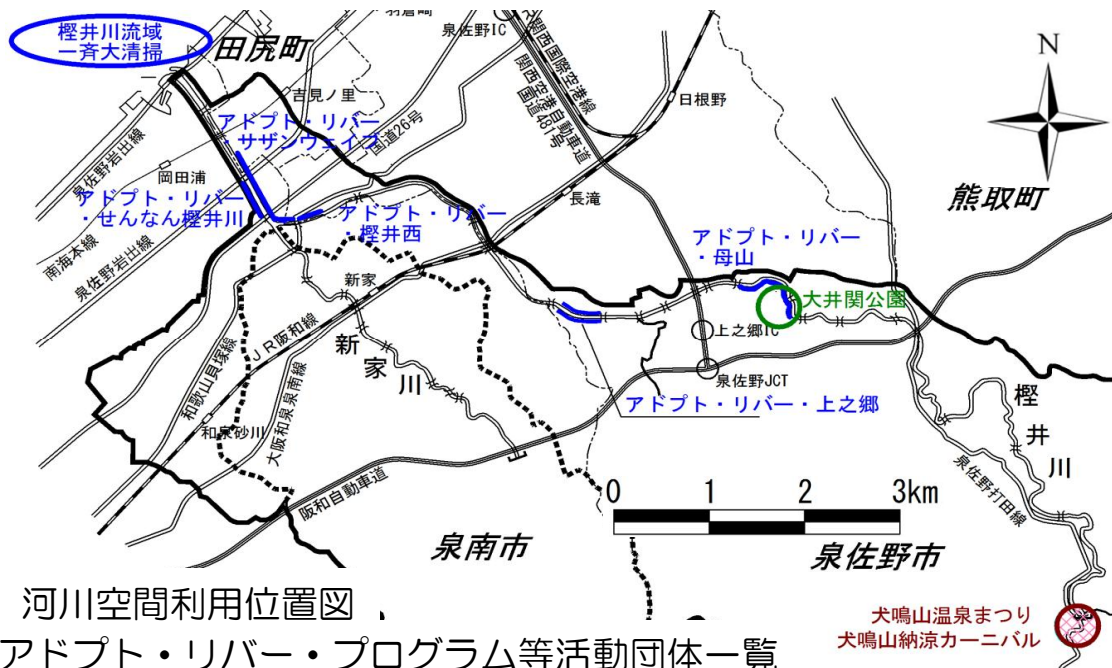 樫井川流域
一斉大清掃
田尻町
羽倉崎
泉佐野IC
関西国際空港線
関西空港自動車道
国道481号
N
吉見ノ里
日根野
アドプト・リバー
・サザンウェイブ
国道26号
泉佐野岩出線
岡田浦
長滝
熊取町
アドプト・リバー
・せんなん樫井川
アドプト・リバー
・樫井西
アドプト・リバー
・母山
南海本線
泉佐野岩出線
新家
大井関公園
上之郷IC
JR阪和線
新家川
泉佐野JCT
和歌山貝塚線
アドプト・リバー・上之郷
樫井川
和泉砂川
大阪和泉泉南線
阪和自動車道
泉佐野打田線
0 1 2 3km
泉南市
泉佐野市
河川空間利用位置図
犬鳴山温泉まつり
犬鳴山納涼カーニバル
アドプト・リバー・プログラム等活動団体一覧